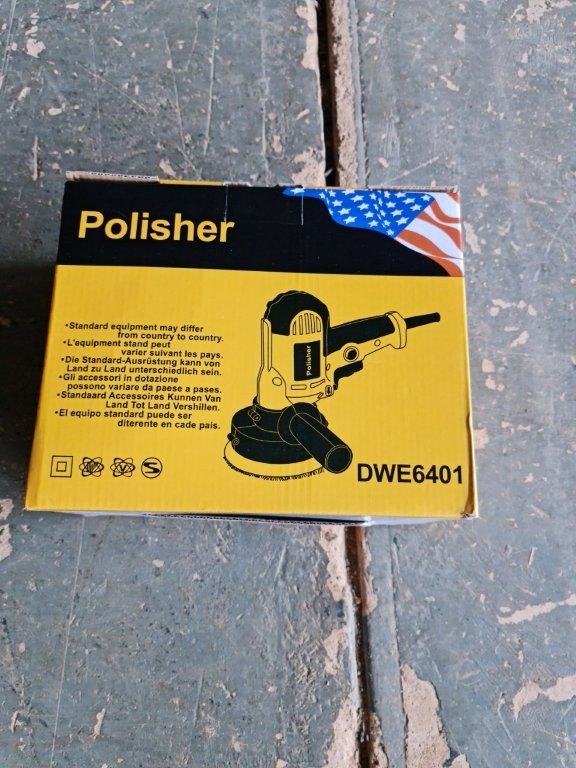 Polisher
•Standard equipment may differ
from country to country.
•L'equipement stand peut
varier suivant les pays.
•Die Standard-Ausrüstung kann von
Land zu Land unterschiedlich sein.
•Gli accessori in dotazione
possono variare da paese a pases.
•Standaard Accessoires Kunnen Van
Land Tot Land Vershillen.
•El equipo standard puede ser
diterente en cade pais.
Polisher
DWE6401